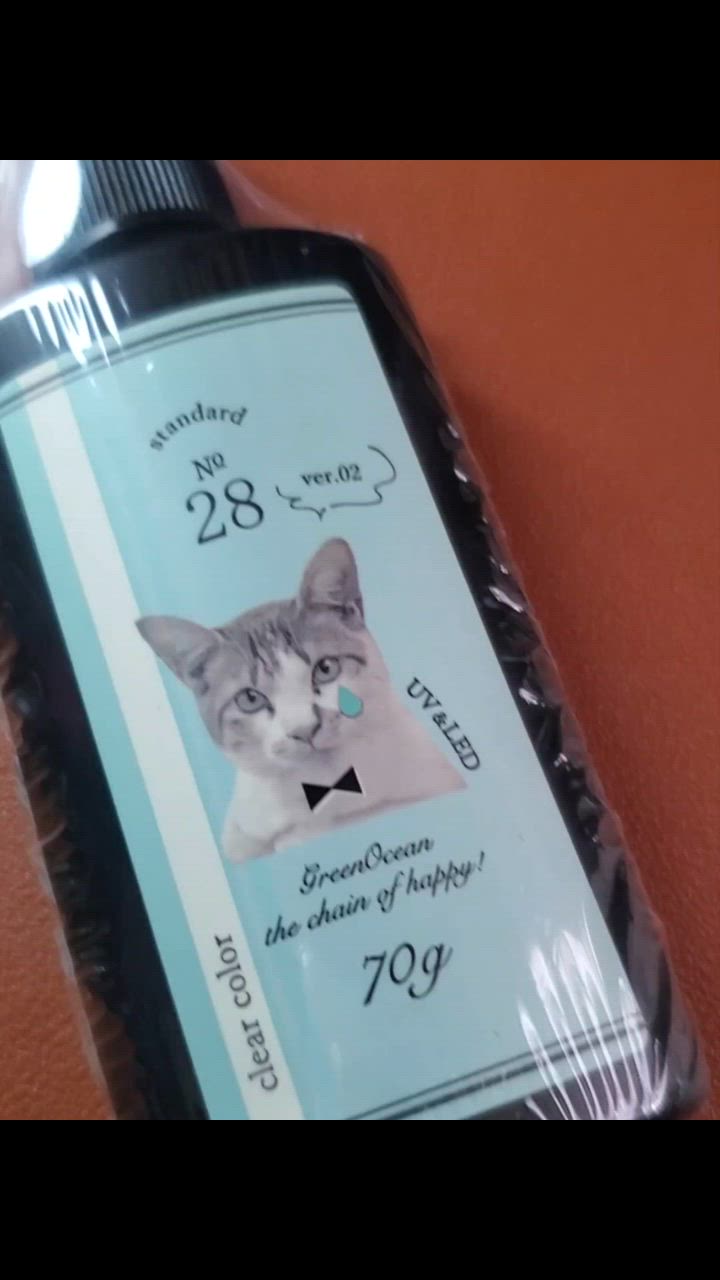 standard
Nº
28
ver.02
UV&LED
GreenOcean
the chain of happy!
70g
clear color